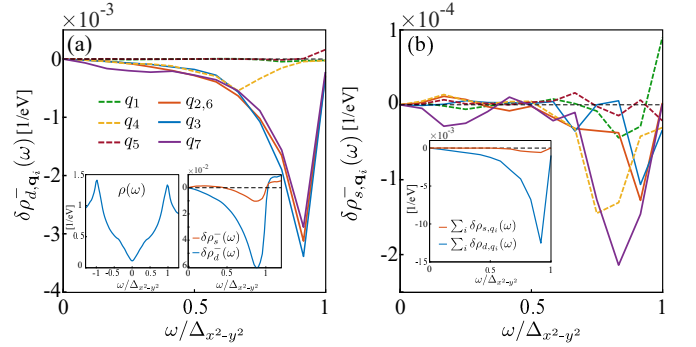 ×10⁻³
(a)
0
-1
-2
-3
-4
δρ⁻_{d,q_i}(ω) [1/eV]
q₁ q₂,₆
q₄ q₃
q₅ q₇
ρ(ω)
1.5
1
0.5
0
[1/eV]
-1 0 1
ω/Δ_{x²-y²}
×10⁻²
0
-2
-4
6
[1/eV]
δρ_s⁻(ω)
δρ_d⁻(ω)
0 0.5 1
ω/Δ_{x²-y²}
0 0.5 1
ω/Δ_{x²-y²}
×10⁻⁴
(b)
1
0
-1
-2
δρ⁻_{s,q_i}(ω) [1/eV]
×10⁻³
0
-5
-10
-15
[1/eV]
∑_i δρ_{s,q_i}(ω)
∑_i δρ_{d,q_i}(ω)
0 0.5 1
ω/Δ_{x²-y²}
0 0.5 1
ω/Δ_{x²-y²}